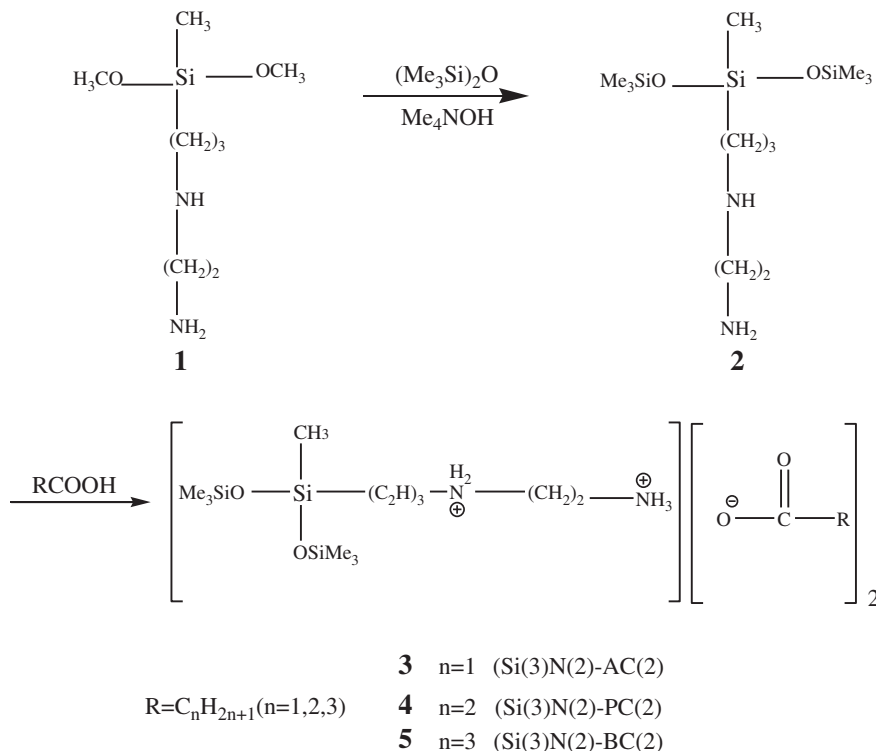 CH₃ CH₃
H₃CO Si OCH₃ (Me₃Si)₂O Me₃SiO Si OSiMe₃
Me₄NOH
(CH₂)₃ (CH₂)₃
NH NH
(CH₂)₂ (CH₂)₂
NH₂ NH₂
1 2
CH₃ O
RCOOH Me₃SiO Si (C₂H)₃ H₂N⊕ (CH₂)₂ ⊕NH₃ ⊖O C R
OSiMe₃ 2
3 n=1 (Si(3)N(2)-AC(2)
R=CₙH₂ₙ₊₁(n=1,2,3) 4 n=2 (Si(3)N(2)-PC(2)
5 n=3 (Si(3)N(2)-BC(2)